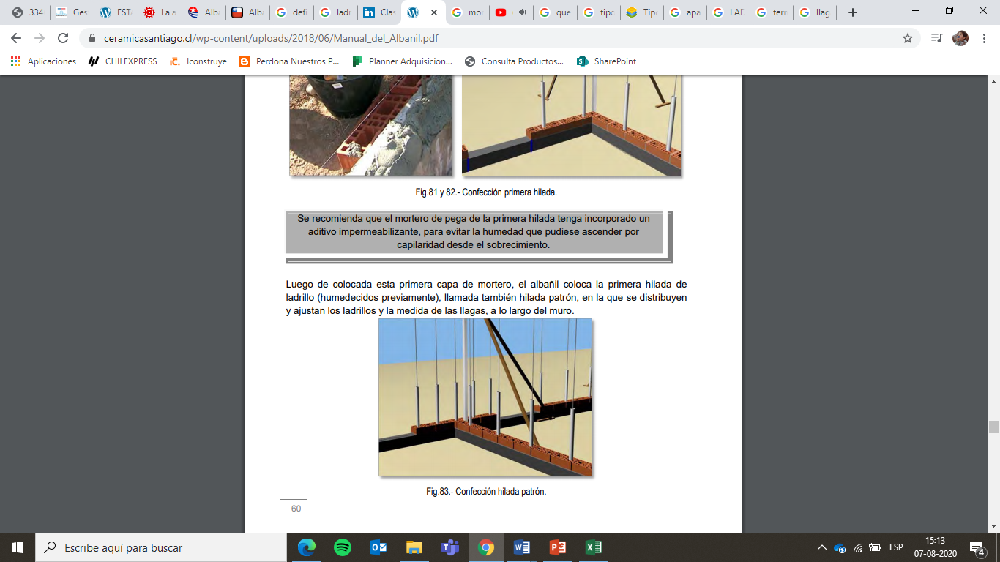 334
Ges
EST
La a
Alba
Alba
defi
ladr
Clas
mor
que
tipo
Tipo
apa
LAD
terr
llag
ceramicasantiago.cl/wp-content/uploads/2018/06/Manual_del_Albanil.pdf
Aplicaciones
CHILEXPRESS
Iconstruye
Perdona Nuestros P...
Planner Adquisicion...
Consulta Productos...
SharePoint
Fig.81 y 82.- Confección primera hilada.
Se recomienda que el mortero de pega de la primera hilada tenga incorporado un
aditivo impermeabilizante, para evitar la humedad que pudiese ascender por
capilaridad desde el sobrecimiento.
Luego de colocada esta primera capa de mortero, el albañil coloca la primera hilada de
ladrillo (humedecidos previamente), llamada también hilada patrón, en la que se distribuyen
y ajustan los ladrillos y la medida de las llagas, a lo largo del muro.
Fig.83.- Confección hilada patrón.
60
Escribe aquí para buscar
ESP
15:13
07-08-2020
4